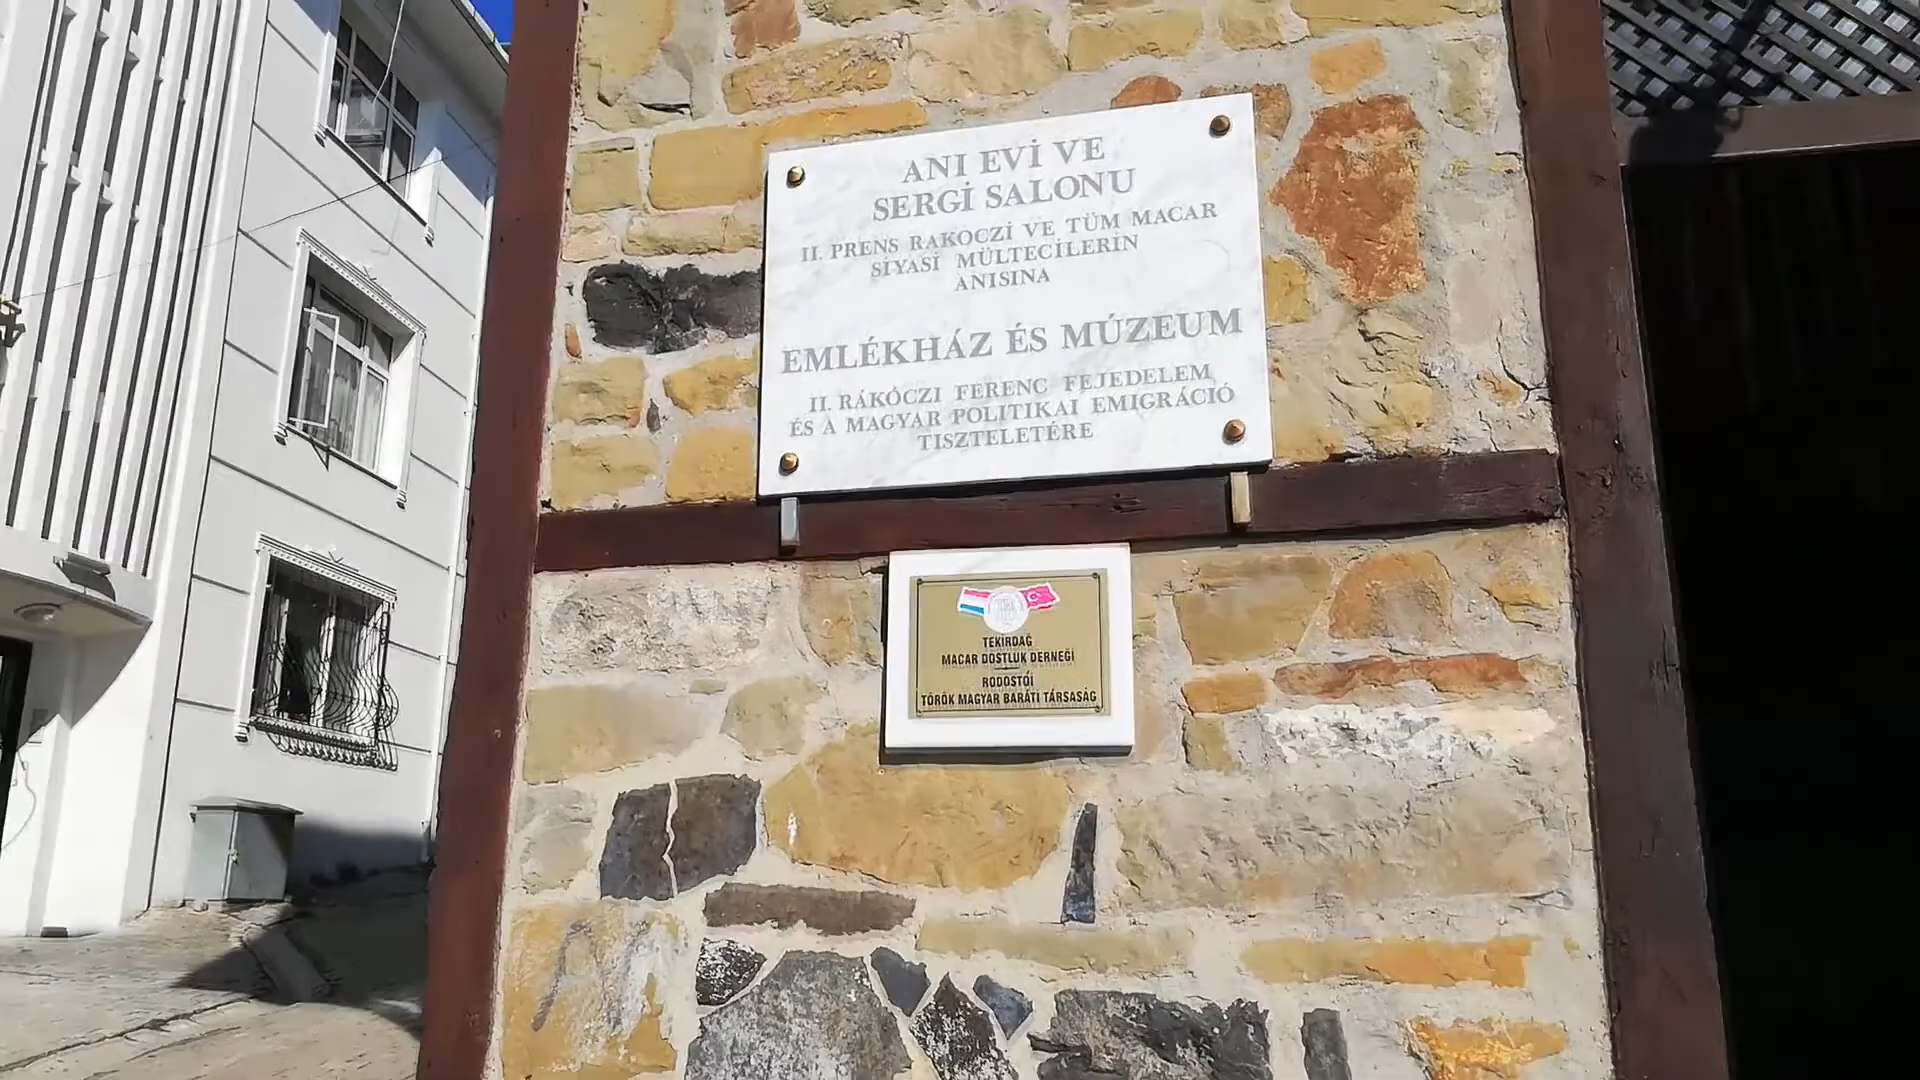 ANI EVİ VE
SERGİ SALONU
II. PRENS RAKOCZİ VE TÜM MACAR
SİYASİ MÜLTECİLERİN
ANISINA
EMLÉKHÁZ ÉS MÚZEUM
II. RÁKÓCZI FERENC FEJEDELEM
ÉS A MAGYAR POLITIKAI EMIGRÁCIÓ
TISZTELETÉRE
TEKİRDAĞ
MACAR DOSTLUK DERNEĞİ
RODOSTÓI
TÖRÖK MAGYAR BARÁTI TÁRSASÁG